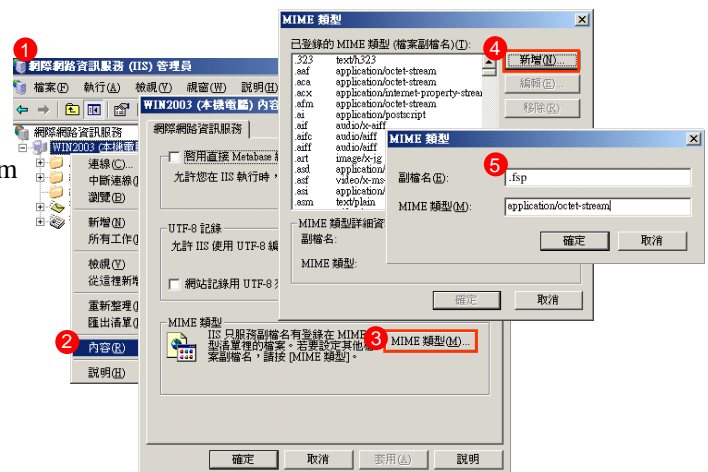 1
網際網路資訊服務 (IIS) 管理員
檔案(F) 執行(A) 檢視(V) 視窗(W) 說明(H)
網際網路資訊服務
WIN2003 (本機電腦)
m
連線(C)...
中斷連線(
瀏覽(B)
新增(N)
所有工作(
檢視(V)
從這裡新增
重新整理(
匯出清單(
2
內容(R)
說明(H)
WIN2003 (本機電腦) 內容
網際網路資訊服務
啟用直接 Metabase
允許您在 IIS 執行時，
UTF-8 記錄
允許 IIS 使用 UTF-8 編
網站記錄用 UTF-8
MIME 類型
IIS 只服務副檔名有登錄在 MIME
型清單裡的檔案。若要設定其他檔
案副檔名，請按 [MIME 類型]。
3
MIME 類型(M)...
確定 取消 套用(A) 說明
MIME 類型
已登錄的 MIME 類型 (檔案副檔名)(T):
.323 text/h323
.aaf application/octet-stream
.aca application/octet-stream
.acx application/internet-property-strea
.afm application/octet-stream
.ai application/postscript
.aif audio/x-aiff
.aifc audio/aiff
.aiff audio/aiff
.art image/x-jg
.asd application/
.asf video/x-ms-
.asi application/
.asm text/plain
4
新增(N)...
編輯(E)...
移除(R)
MIME 類型詳細資
副檔名:
MIME 類型:
確定 取消
MIME 類型
5
副檔名(E): .fsp
MIME 類型(M): application/octet-stream
確定 取消